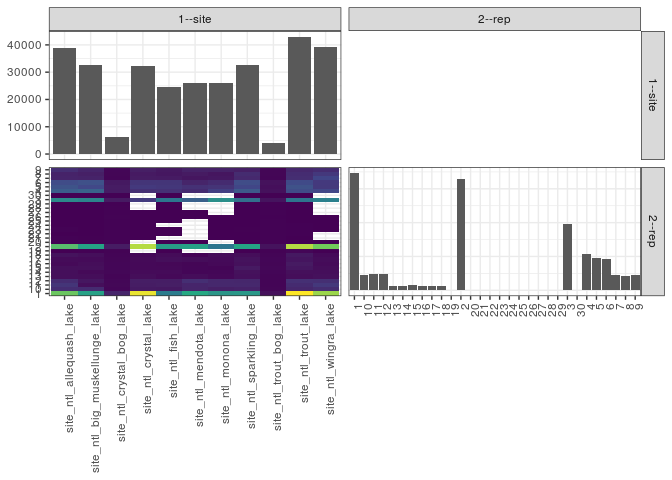 1--site
2--rep
40000
30000
20000
10000
0
1--site
2--rep
site_ntl_allequash_lake
site_ntl_big_muskellunge_lake
site_ntl_crystal_bog_lake
site_ntl_crystal_lake
site_ntl_fish_lake
site_ntl_mendota_lake
site_ntl_monona_lake
site_ntl_sparkling_lake
site_ntl_trout_bog_lake
site_ntl_trout_lake
site_ntl_wingra_lake
1
10
11
12
13
14
15
16
17
18
19
2
20
21
22
23
24
25
26
27
28
29
3
30
4
5
6
7
8
9